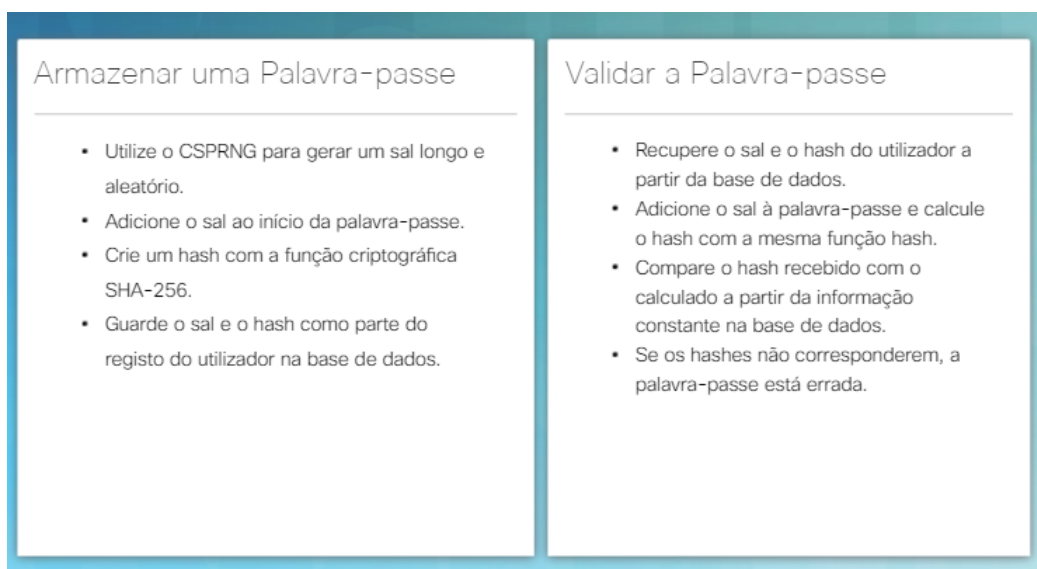 Armazenar uma Palavra-passe
• Utilize o CSPRNG para gerar um sal longo e
aleatório.
• Adicione o sal ao início da palavra-passe.
• Crie um hash com a função criptográfica
SHA-256.
• Guarde o sal e o hash como parte do
registo do utilizador na base de dados.
Validar a Palavra-passe
• Recupere o sal e o hash do utilizador a
partir da base de dados.
• Adicione o sal à palavra-passe e calcule
o hash com a mesma função hash.
• Compare o hash recebido com o
calculado a partir da informação
constante na base de dados.
• Se os hashes não corresponderem, a
palavra-passe está errada.